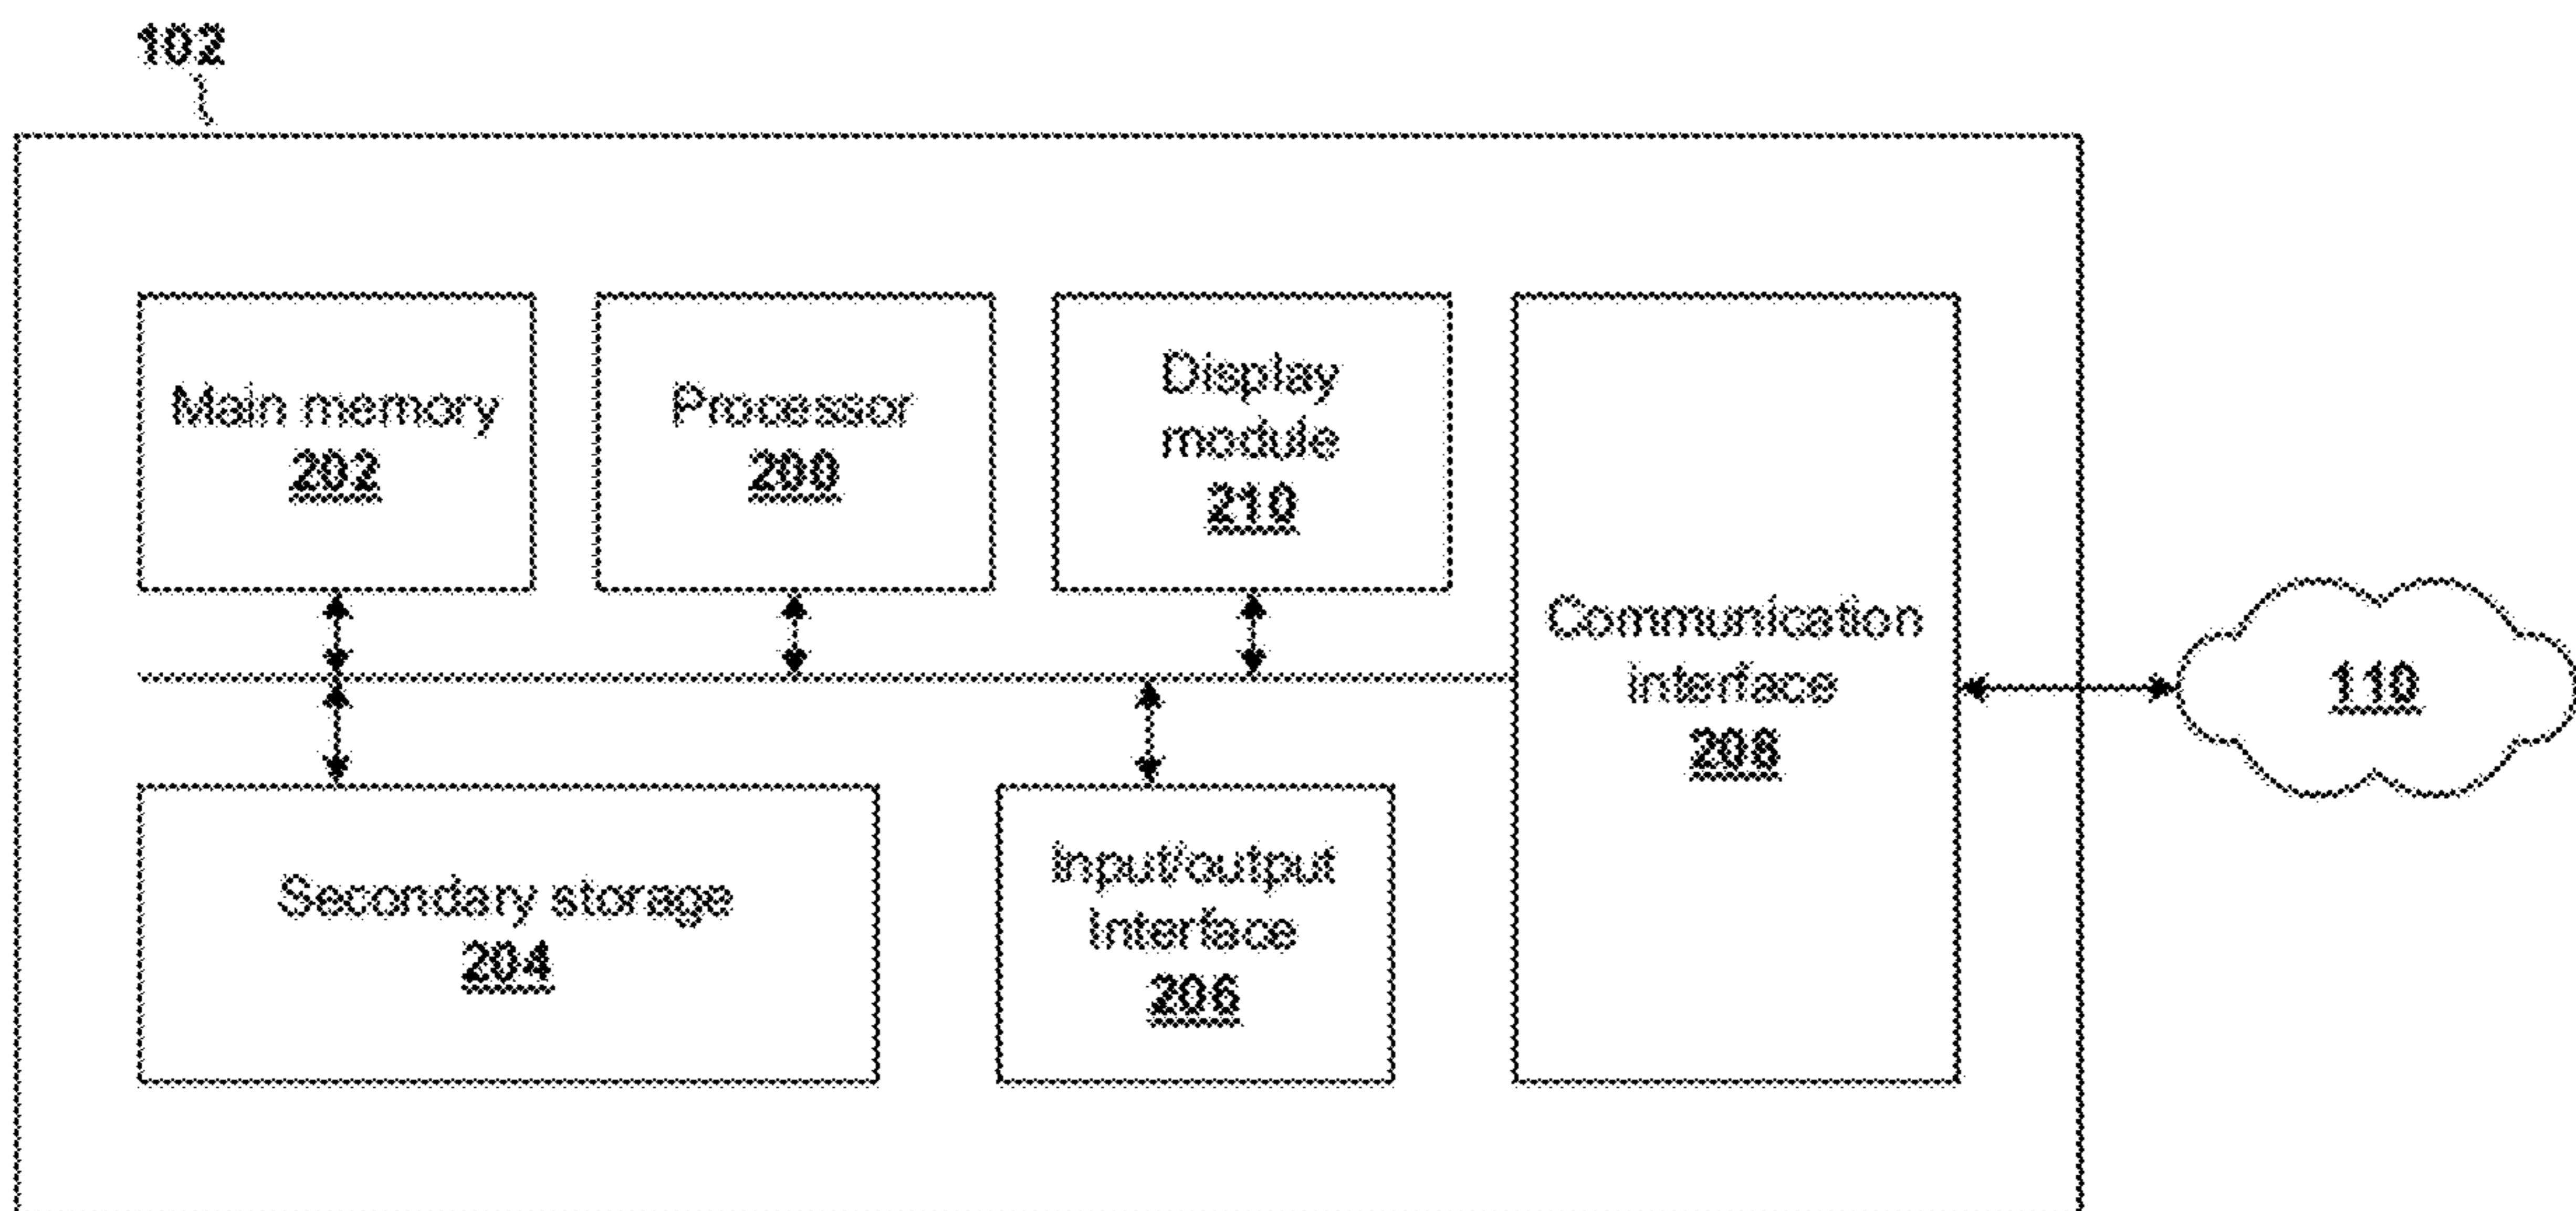 102
Main memory
202
Processor
200
Display
module
210
Communication
interface
208
110
Secondary storage
204
Input/output
Interface
206